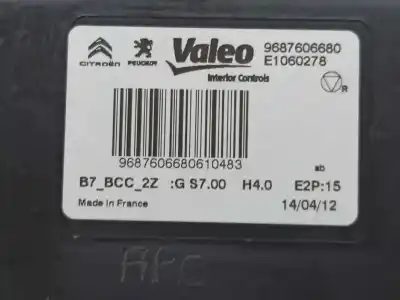 CITROËN PEUGEOT Valeo 9687606680
Interior Controls E1060278
R
9687606680610483
ab
B7_BCC_2Z :G S7.00 H4.0 E2P:15
Made in France 14/04/12